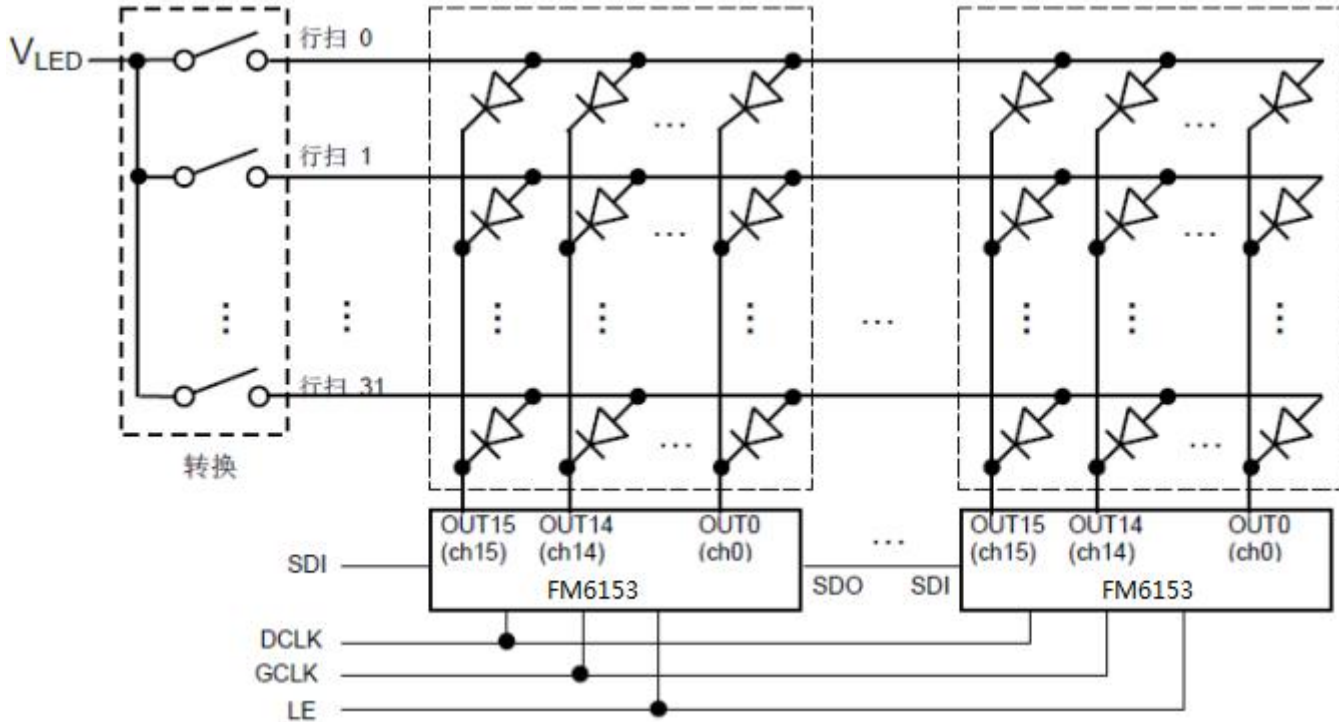 VLED
行扫 0
行扫 1
行扫 31
转换
OUT15 OUT14 OUT0
(ch15) (ch14) (ch0)
FM6153
OUT15 OUT14 OUT0
(ch15) (ch14) (ch0)
FM6153
SDI
SDO SDI
DCLK
GCLK
LE